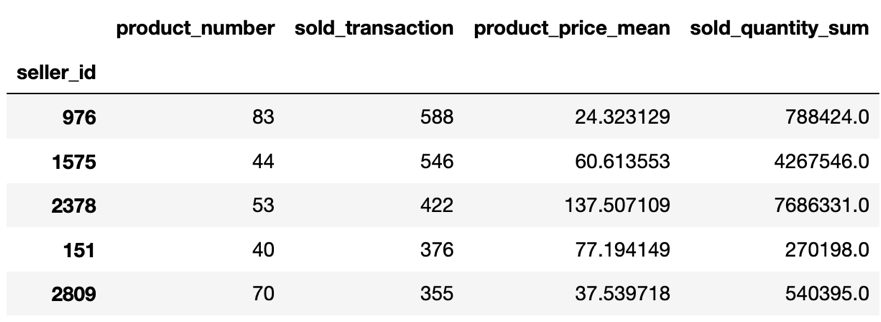 product_number sold_transaction product_price_mean sold_quantity_sum
seller_id
976 83 588 24.323129 788424.0
1575 44 546 60.613553 4267546.0
2378 53 422 137.507109 7686331.0
151 40 376 77.194149 270198.0
2809 70 355 37.539718 540395.0